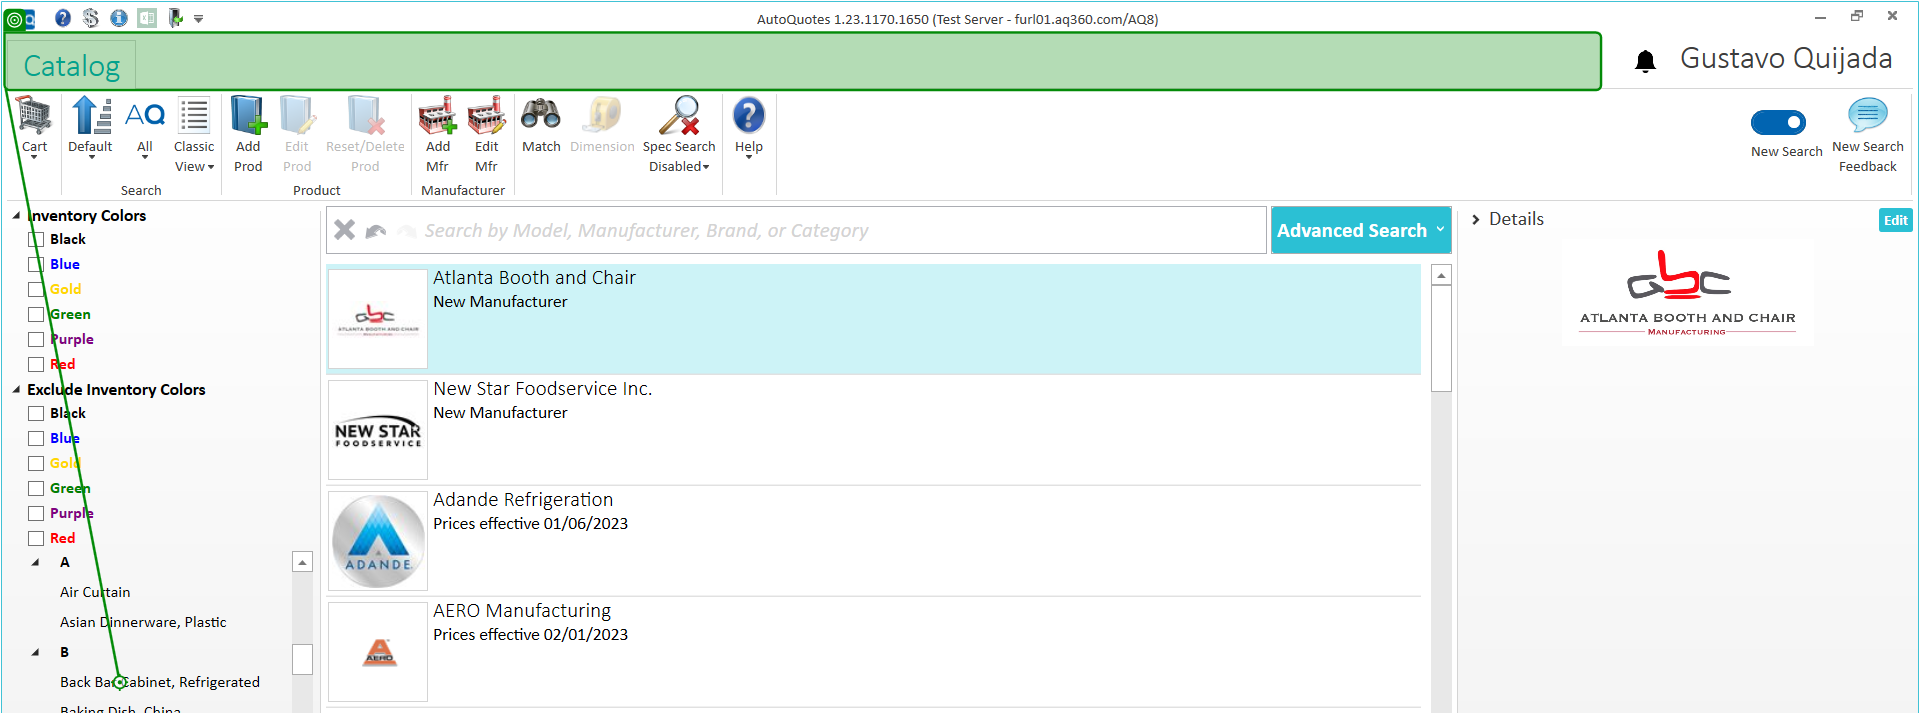 AutoQuotes 1.23.1170.1650 (Test Server - furl01.aq360.com/AQ8)
Catalog
Gustavo Quijada
Cart
Default
AQ
All
Classic View
Search
Add Prod
Edit Prod
Reset/Delete Prod
Product
Add Mfr
Edit Mfr
Manufacturer
Match
Dimension
Spec Search Disabled
Help
New Search
New Search Feedback
Inventory Colors
Black
Blue
Gold
Green
Purple
Red
Exclude Inventory Colors
Black
Blue
Gold
Green
Purple
Red
A
Air Curtain
Asian Dinnerware, Plastic
B
Back Bar Cabinet, Refrigerated
Baking Dish, China
Search by Model, Manufacturer, Brand, or Category
Advanced Search
Atlanta Booth and Chair
New Manufacturer
ATLANTA BOOTH AND CHAIR
New Star Foodservice Inc.
New Manufacturer
NEW STAR
FOODSERVICE
Adande Refrigeration
Prices effective 01/06/2023
ADANDE
AERO Manufacturing
Prices effective 02/01/2023
AERO
Details
Edit
abc
ATLANTA BOOTH AND CHAIR
MANUFACTURING